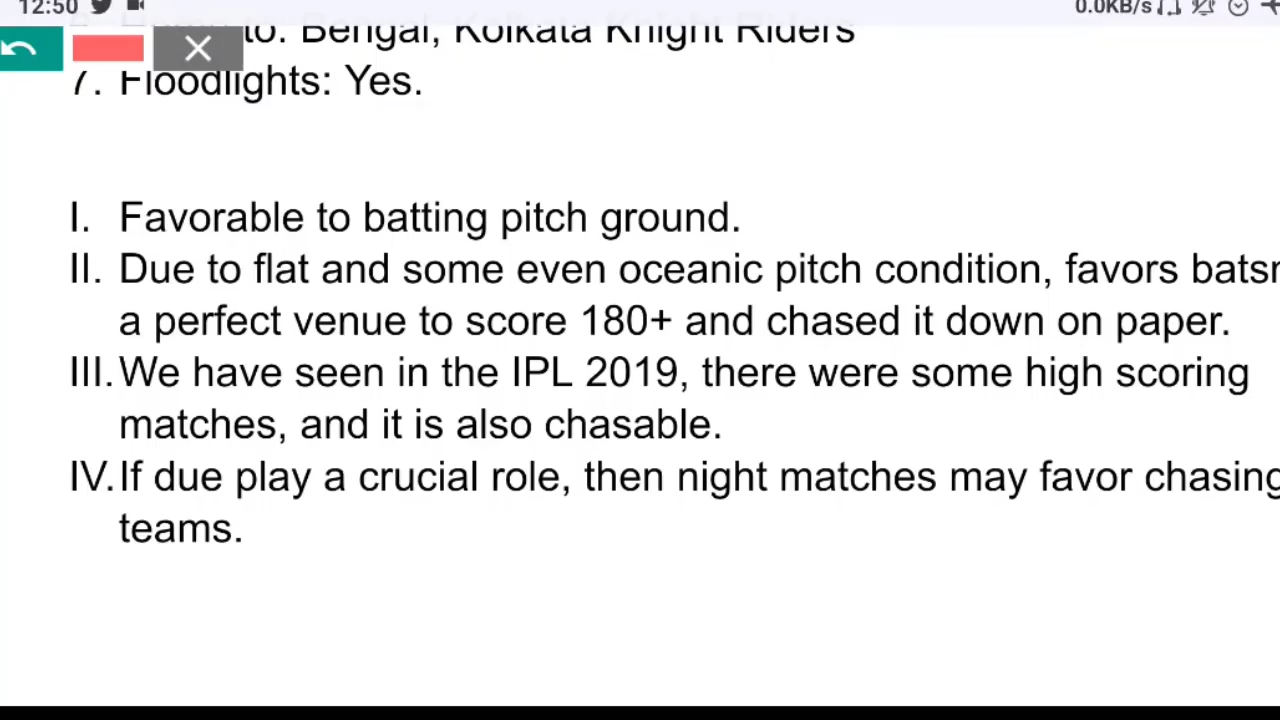 12:50
0.0KB/s
to: Bengal, Kolkata Knight Riders
7. Floodlights: Yes.
I. Favorable to batting pitch ground.
II. Due to flat and some even oceanic pitch condition, favors
a perfect venue to score 180+ and chased it down on paper.
III. We have seen in the IPL 2019, there were some high scoring
matches, and it is also chasable.
IV. If due play a crucial role, then night matches may favor chasing
teams.